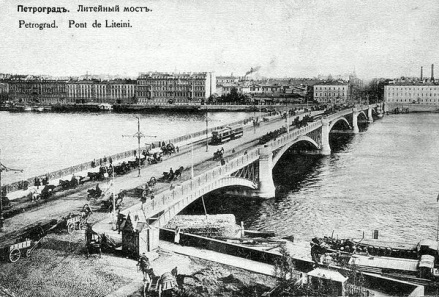 Петроградъ. Литейный мостъ.
Petrograd. Pont de Liteini.